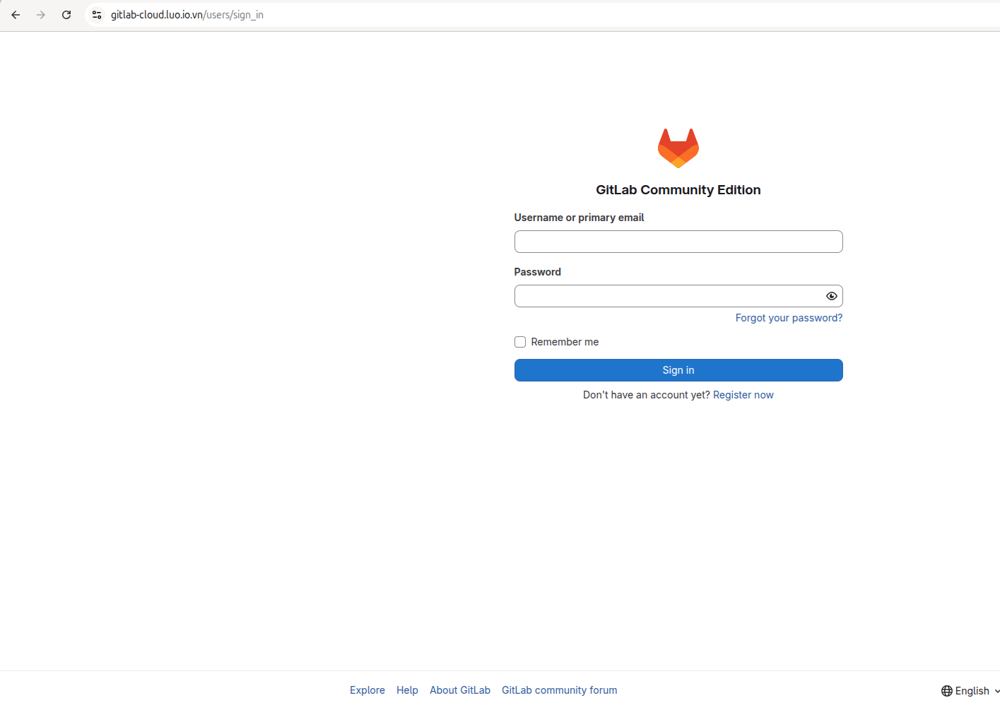 gitlab-cloud.luo.io.vn/users/sign_in
GitLab Community Edition
Username or primary email
Password
Forgot your password?
Remember me
Sign in
Don't have an account yet? Register now
Explore Help About GitLab GitLab community forum
English